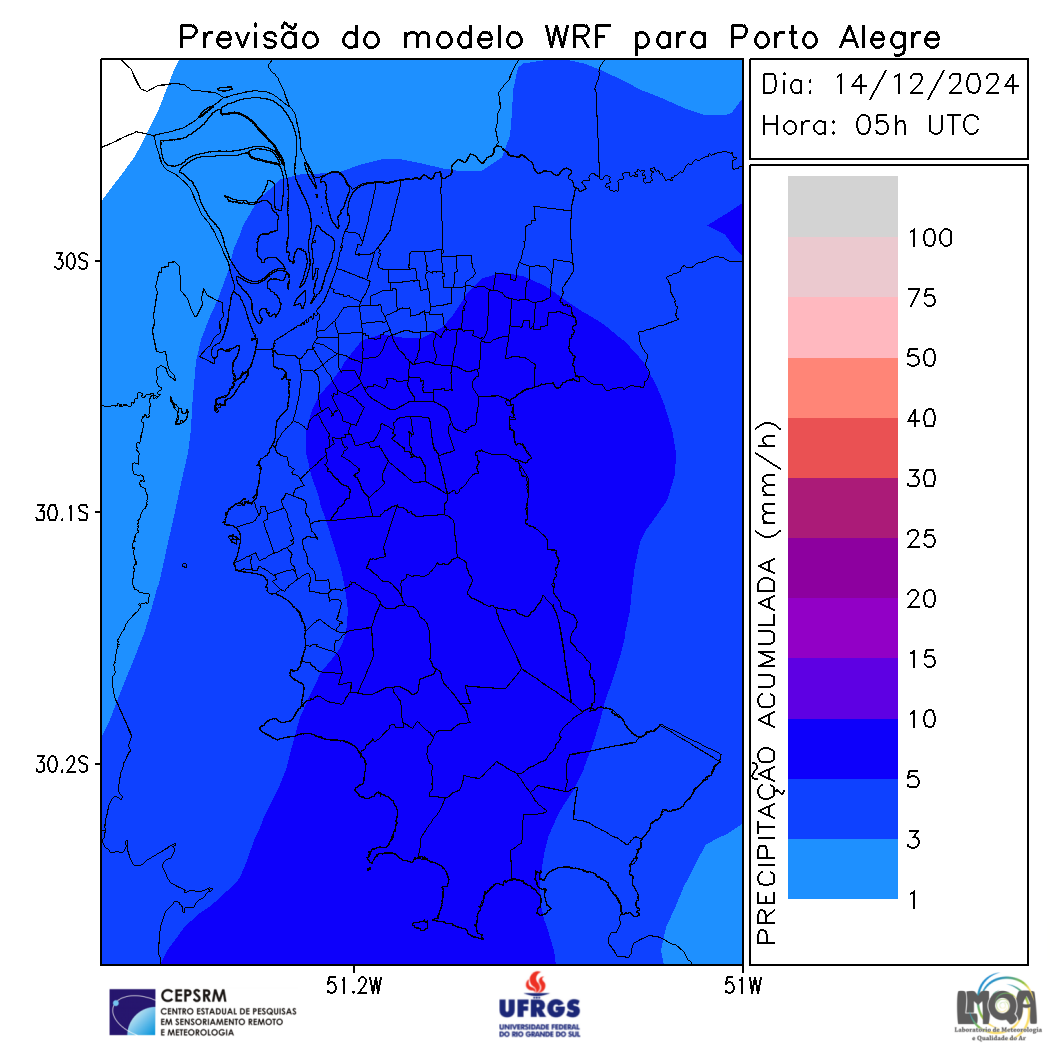 Previsão do modelo WRF para Porto Alegre
Dia: 14/12/2024
Hora: 05h UTC
30S
30.1S
30.2S
51.2W
51W
PRECIPITAÇÃO ACUMULADA (mm/h)
100
75
50
40
30
25
20
15
10
5
3
1
CEPSRM
CENTRO ESTADUAL DE PESQUISAS
EM SENSORIAMENTO REMOTO
E METEOROLOGIA
UFRGS
UNIVERSIDADE FEDERAL
DO RIO GRANDE DO SUL
LMQA
Laboratório de Meteorologia
e Qualidade do Ar